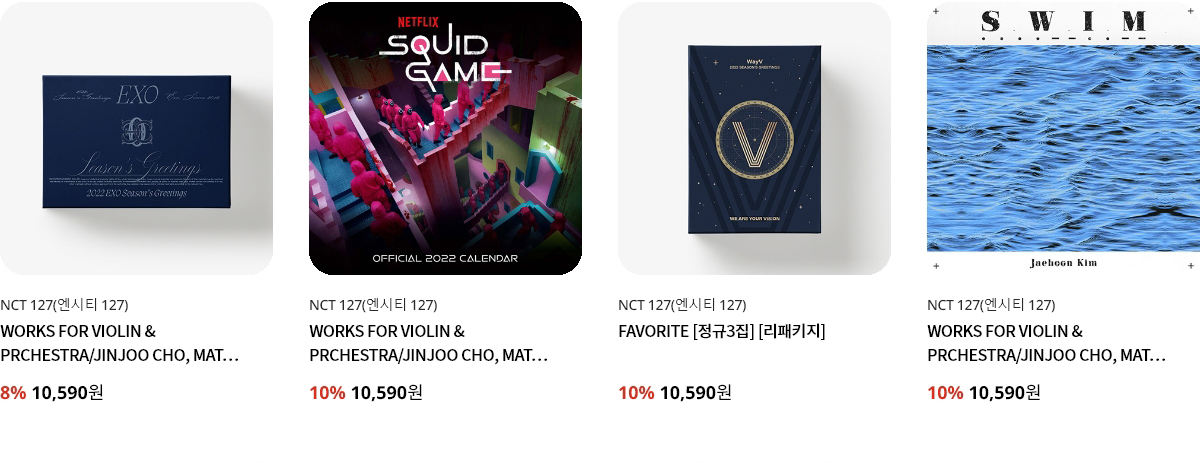 EXO
Season's Greetings
2022 EXO Season's Greetings
NCT 127(엔시티 127)
WORKS FOR VIOLIN &
PRCHESTRA/JINJOO CHO, MAT...
8% 10,590원
NETFLIX
SQUID
GAME
OFFICIAL 2022 CALENDAR
NCT 127(엔시티 127)
WORKS FOR VIOLIN &
PRCHESTRA/JINJOO CHO, MAT...
10% 10,590원
WayV
2022 SEASON'S GREETINGS
V
WE ARE YOUR VISION
NCT 127(엔시티 127)
FAVORITE [정규3집] [리패키지]
10% 10,590원
SWIM
Jaehoon Kim
NCT 127(엔시티 127)
WORKS FOR VIOLIN &
PRCHESTRA/JINJOO CHO, MAT...
10% 10,590원